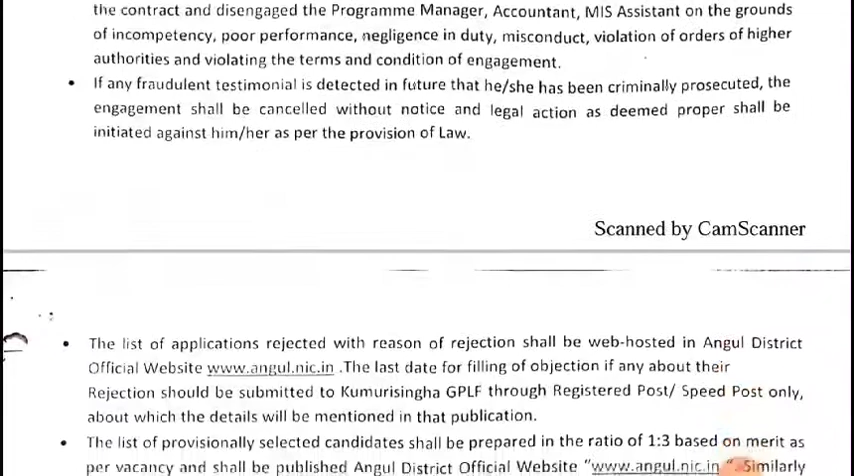 the contract and disengaged the Programme Manager, Accountant, MIS Assistant on the grounds
of incompetency, poor performance, negligence in duty, misconduct, violation of orders of higher
authorities and violating the terms and condition of engagement.
• If any fraudulent testimonial is detected in future that he/she has been criminally prosecuted, the
engagement shall be cancelled without notice and legal action as deemed proper shall be
initiated against him/her as per the provision of Law.
Scanned by CamScanner
• The list of applications rejected with reason of rejection shall be web-hosted in Angul District
Official Website www.angul.nic.in .The last date for filling of objection if any about their
Rejection should be submitted to Kumurisingha GPLF through Registered Post/ Speed Post only,
about which the details will be mentioned in that publication.
• The list of provisionally selected candidates shall be prepared in the ratio of 1:3 based on merit as
per vacancy and shall be published Angul District Official Website "www.angul.nic.in " Similarly